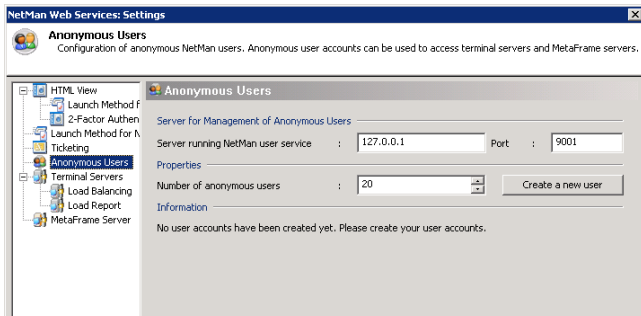 NetMan Web Services: Settings
Anonymous Users
Configuration of anonymous NetMan users. Anonymous user accounts can be used to access terminal servers and MetaFrame servers.
HTML View
Launch Method f
2-Factor Authen
Launch Method for N
Ticketing
Anonymous Users
Terminal Servers
Load Balancing
Load Report
MetaFrame Server
Anonymous Users
Server for Management of Anonymous Users
Server running NetMan user service : 127.0.0.1 Port : 9001
Properties
Number of anonymous users : 20 Create a new user
Information
No user accounts have been created yet. Please create your user accounts.